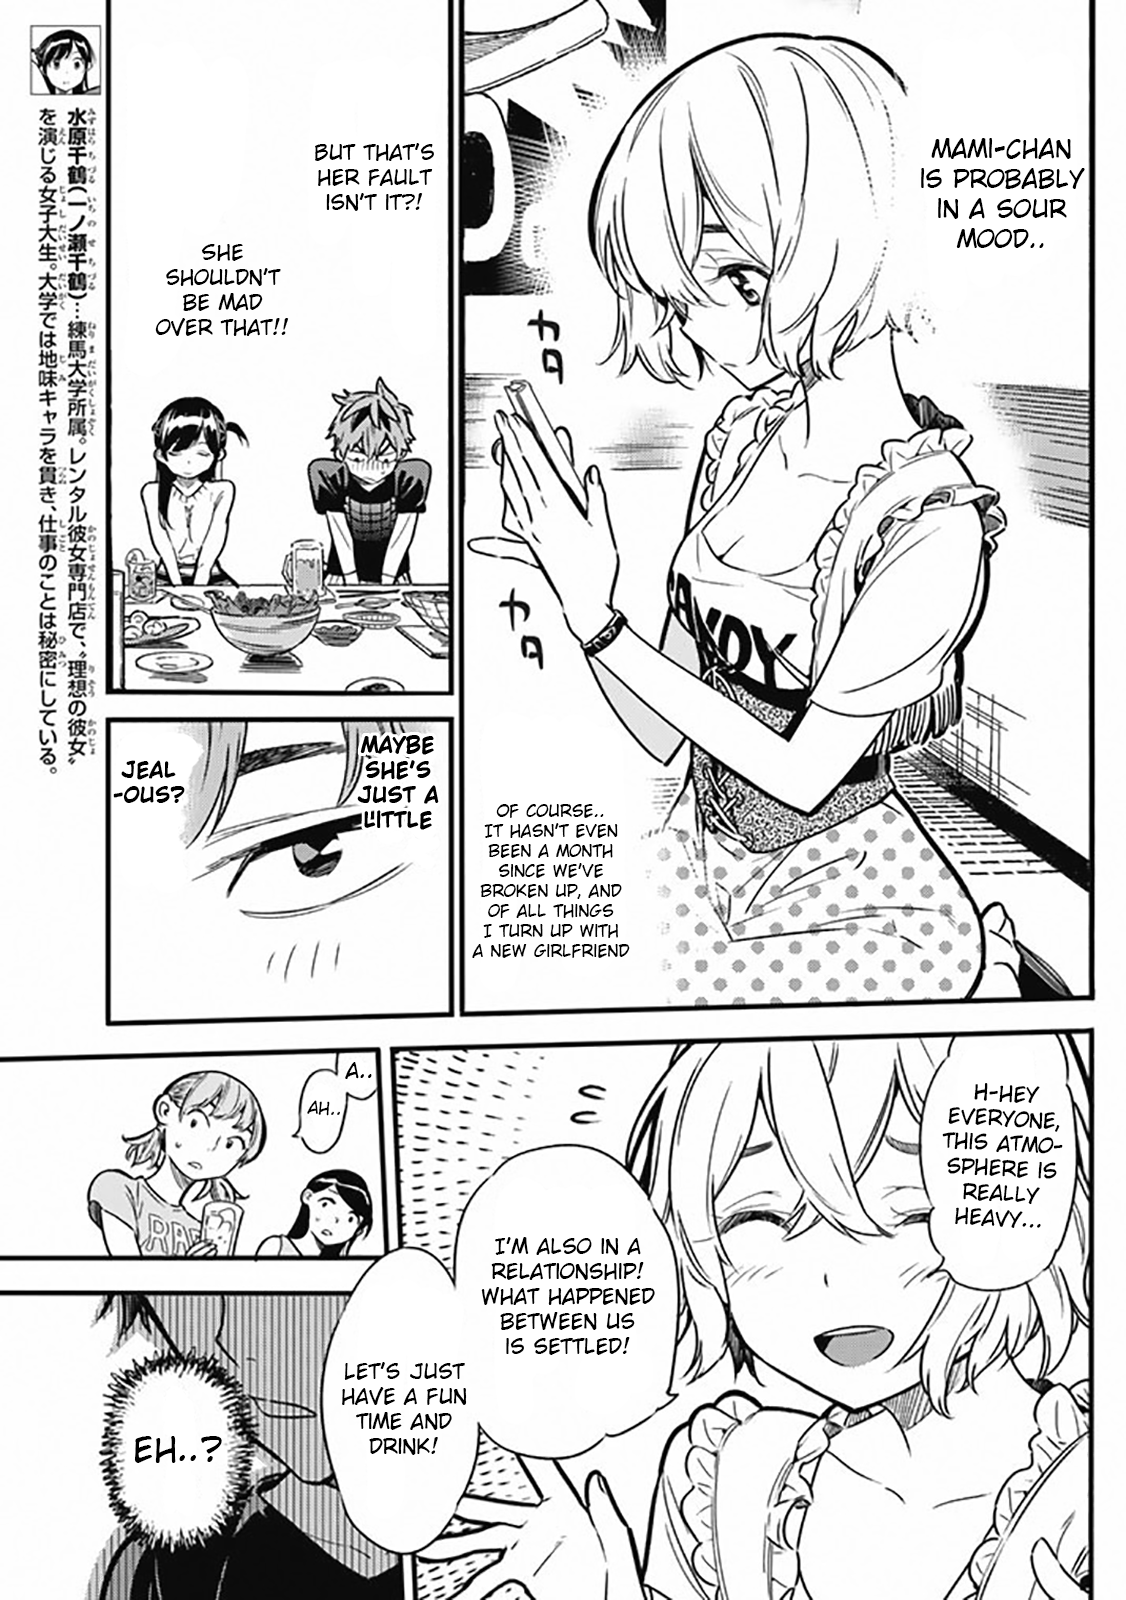 MAMI-CHAN
IS PROBABLY
IN A SOUR
MOOD..
カタ
カタ
CANDY
OF COURSE..
IT HASN'T EVEN
BEEN A MONTH
SINCE WE'VE
BROKEN UP, AND
OF ALL THINGS
I TURN UP WITH
A NEW GIRLFRIEND
BUT THAT'S
HER FAULT
ISN'T IT?!
SHE
SHOULDN'T
BE MAD
OVER THAT!!
MAYBE
SHE'S
JUST A
LITTLE
JEAL
-OUS?
水原千鶴(一ノ瀬千鶴)…練馬大学所属。レンタル彼女専門店で、〝理想の彼女〟
を演じる女子大生。大学では地味キャラを貫き、仕事のことは秘密にしている。
H-HEY
EVERYONE,
THIS ATMO-
SPHERE IS
REALLY
HEAVY...
I'M ALSO IN A
RELATIONSHIP!
WHAT HAPPENED
BETWEEN US
IS SETTLED!
LET'S JUST
HAVE A FUN
TIME AND
DRINK!
A..
AH..
EH..?